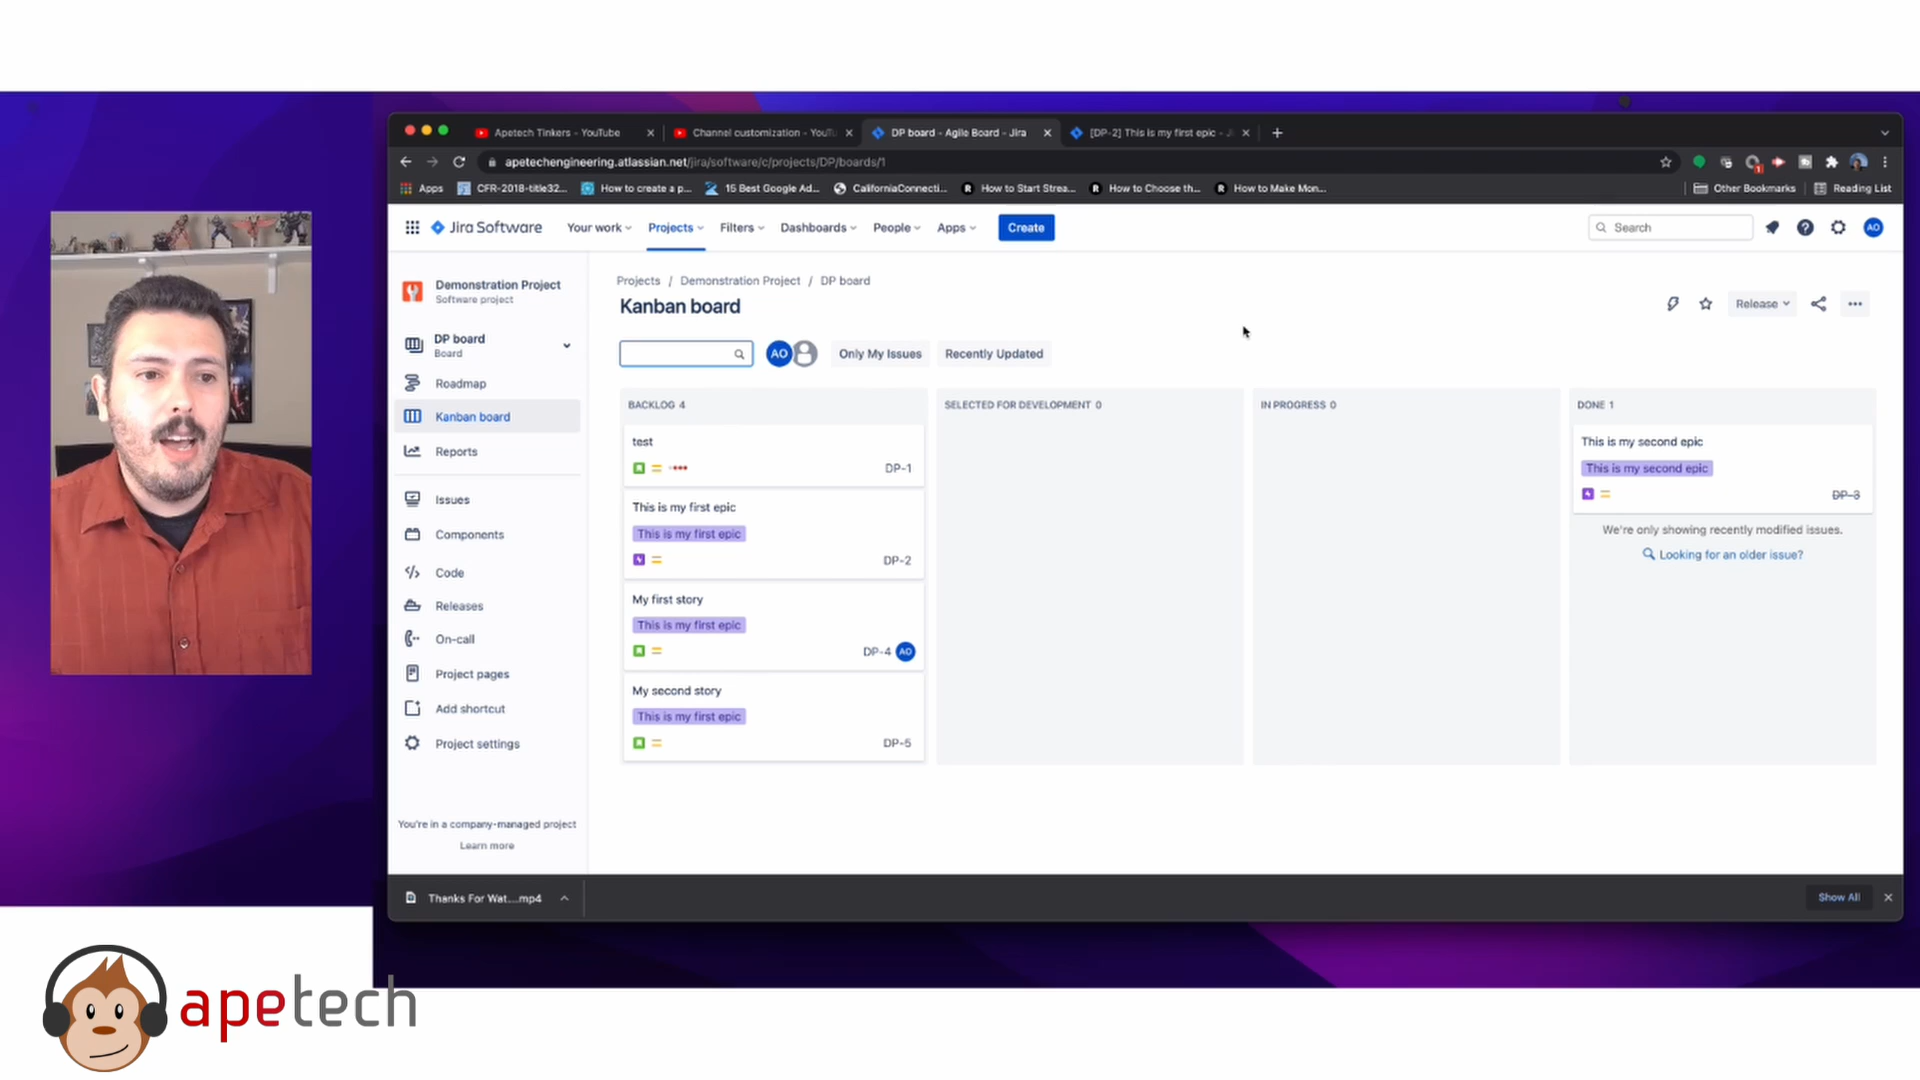 Apetech Tinkers - YouTube
Channel customization - YouTu
DP board - Agile Board - Jira
[DP-2] This is my first epic - Ji
apetechengineering.atlassian.net/jira/software/c/projects/DP/boards/1
Apps
CFR-2018-title32...
How to create a p...
15 Best Google Ad...
CaliforniaConnecti...
How to Start Strea...
How to Choose th...
How to Make Mon...
Other Bookmarks
Reading List
Jira Software
Your work
Projects
Filters
Dashboards
People
Apps
Create
Search
AO
Demonstration Project
Software project
DP board
Board
Roadmap
Kanban board
Reports
Issues
Components
Code
Releases
On-call
Project pages
Add shortcut
Project settings
You're in a company-managed project
Learn more
Projects / Demonstration Project / DP board
Kanban board
Release
AO
Only My Issues
Recently Updated
BACKLOG 4
test
DP-1
This is my first epic
This is my first epic
DP-2
My first story
This is my first epic
DP-4 AO
My second story
This is my first epic
DP-5
SELECTED FOR DEVELOPMENT 0
IN PROGRESS 0
DONE 1
This is my second epic
This is my second epic
DP-3
We're only showing recently modified issues.
Looking for an older issue?
Thanks For Wat....mp4
Show All
apetech